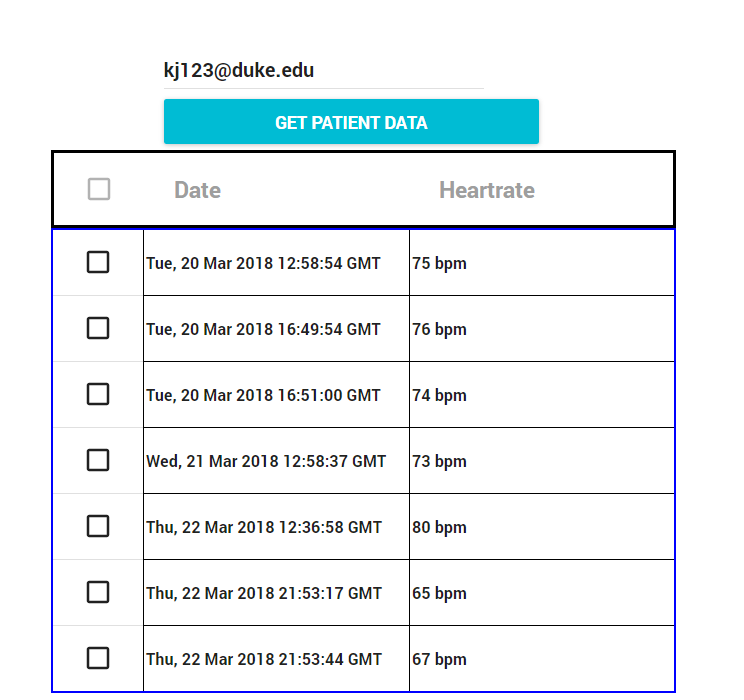 kj123@duke.edu
GET PATIENT DATA
Date Heartrate
Tue, 20 Mar 2018 12:58:54 GMT 75 bpm
Tue, 20 Mar 2018 16:49:54 GMT 76 bpm
Tue, 20 Mar 2018 16:51:00 GMT 74 bpm
Wed, 21 Mar 2018 12:58:37 GMT 73 bpm
Thu, 22 Mar 2018 12:36:58 GMT 80 bpm
Thu, 22 Mar 2018 21:53:17 GMT 65 bpm
Thu, 22 Mar 2018 21:53:44 GMT 67 bpm